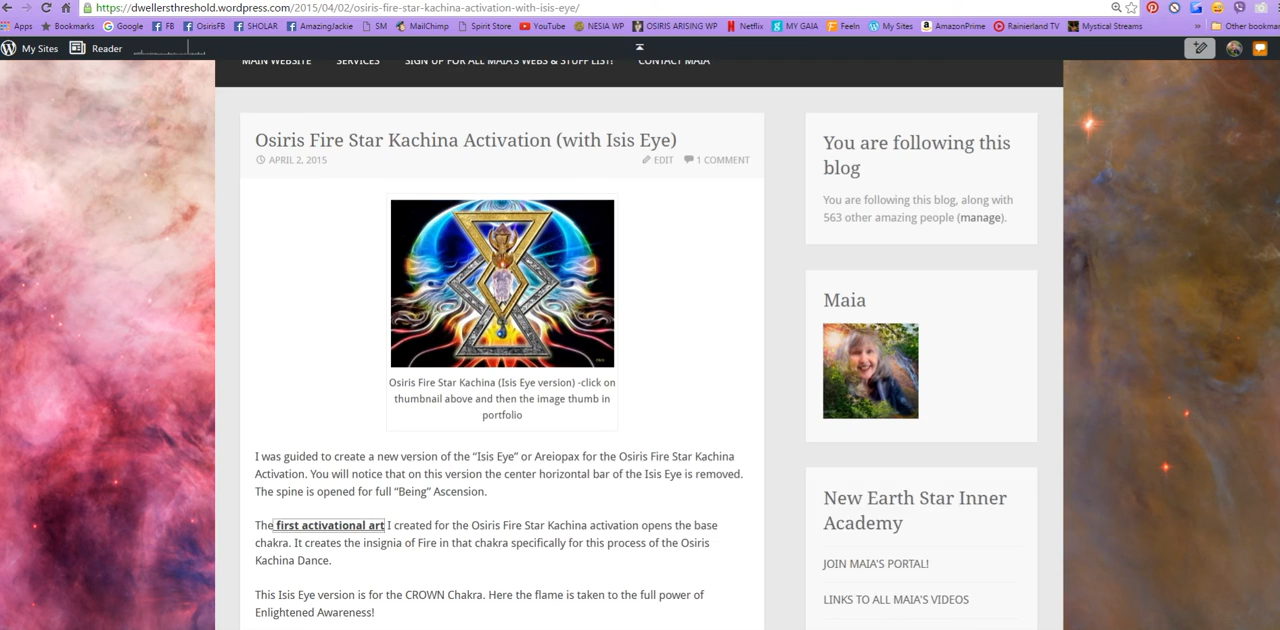 https://dwellersthreshold.wordpress.com/2015/04/02/osiris-fire-star-kachina-activation-with-isis-eye/
Apps Bookmarks Google FB OsirisFB SHOLAR AmazingJackie SM MailChimp Spirit Store YouTube NESIA WP OSIRIS ARISING WP Netflix MY GAIA FeeIn My Sites AmazonPrime Rainierland TV Mystical Streams » Other bookmar
My Sites Reader
MAIN WEBSITE SERVICES SIGN UP FOR ALL MAIA'S WEBS & STUFF LIST! CONTACT MAIA
Osiris Fire Star Kachina Activation (with Isis Eye)
APRIL 2, 2015 EDIT 1 COMMENT
Osiris Fire Star Kachina (Isis Eye version) -click on
thumbnail above and then the image thumb in
portfolio
I was guided to create a new version of the “Isis Eye” or Areiopax for the Osiris Fire Star Kachina
Activation. You will notice that on this version the center horizontal bar of the Isis Eye is removed.
The spine is opened for full “Being” Ascension.
The first activational art I created for the Osiris Fire Star Kachina activation opens the base
chakra. It creates the insignia of Fire in that chakra specifically for this process of the Osiris
Kachina Dance.
This Isis Eye version is for the CROWN Chakra. Here the flame is taken to the full power of
Enlightened Awareness!
You are following this
blog
You are following this blog, along with
563 other amazing people (manage).
Maia
New Earth Star Inner
Academy
JOIN MAIA'S PORTAL!
LINKS TO ALL MAIA'S VIDEOS